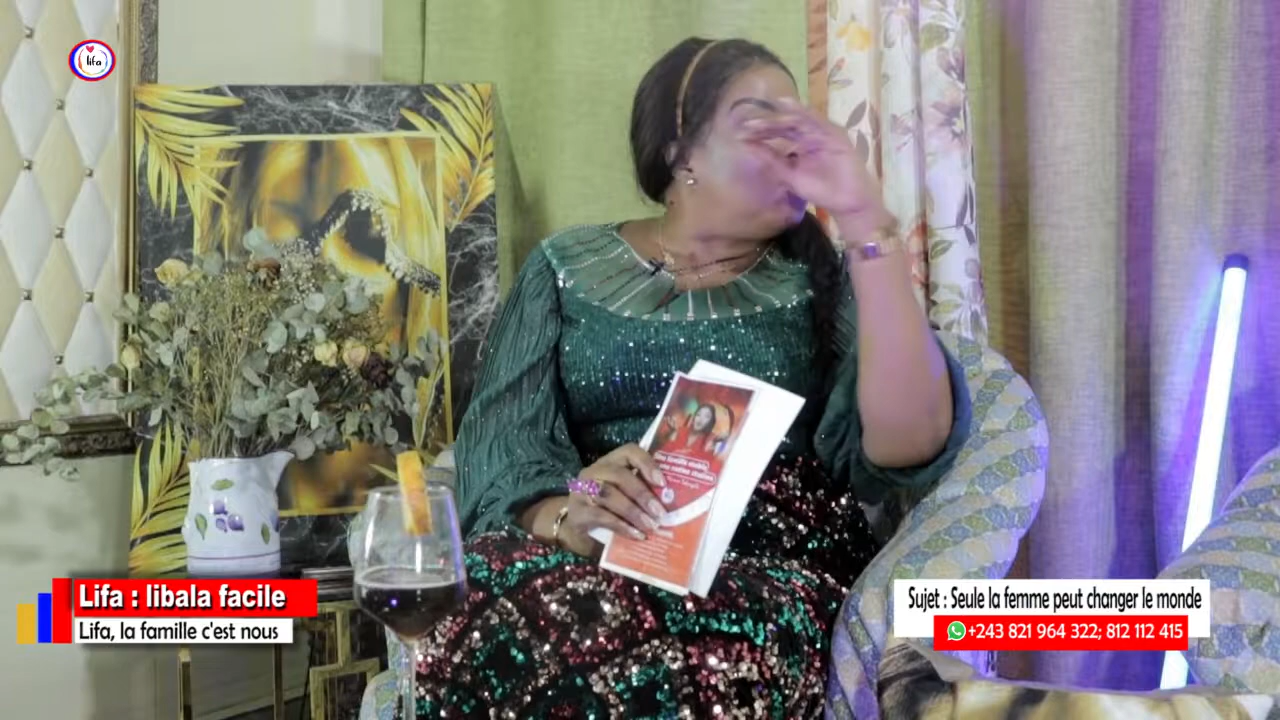 lifa
Lifa : libala facile
Lifa, la famille c'est nous
Sujet : Seule la femme peut changer le monde
+243 821 964 322; 812 112 415